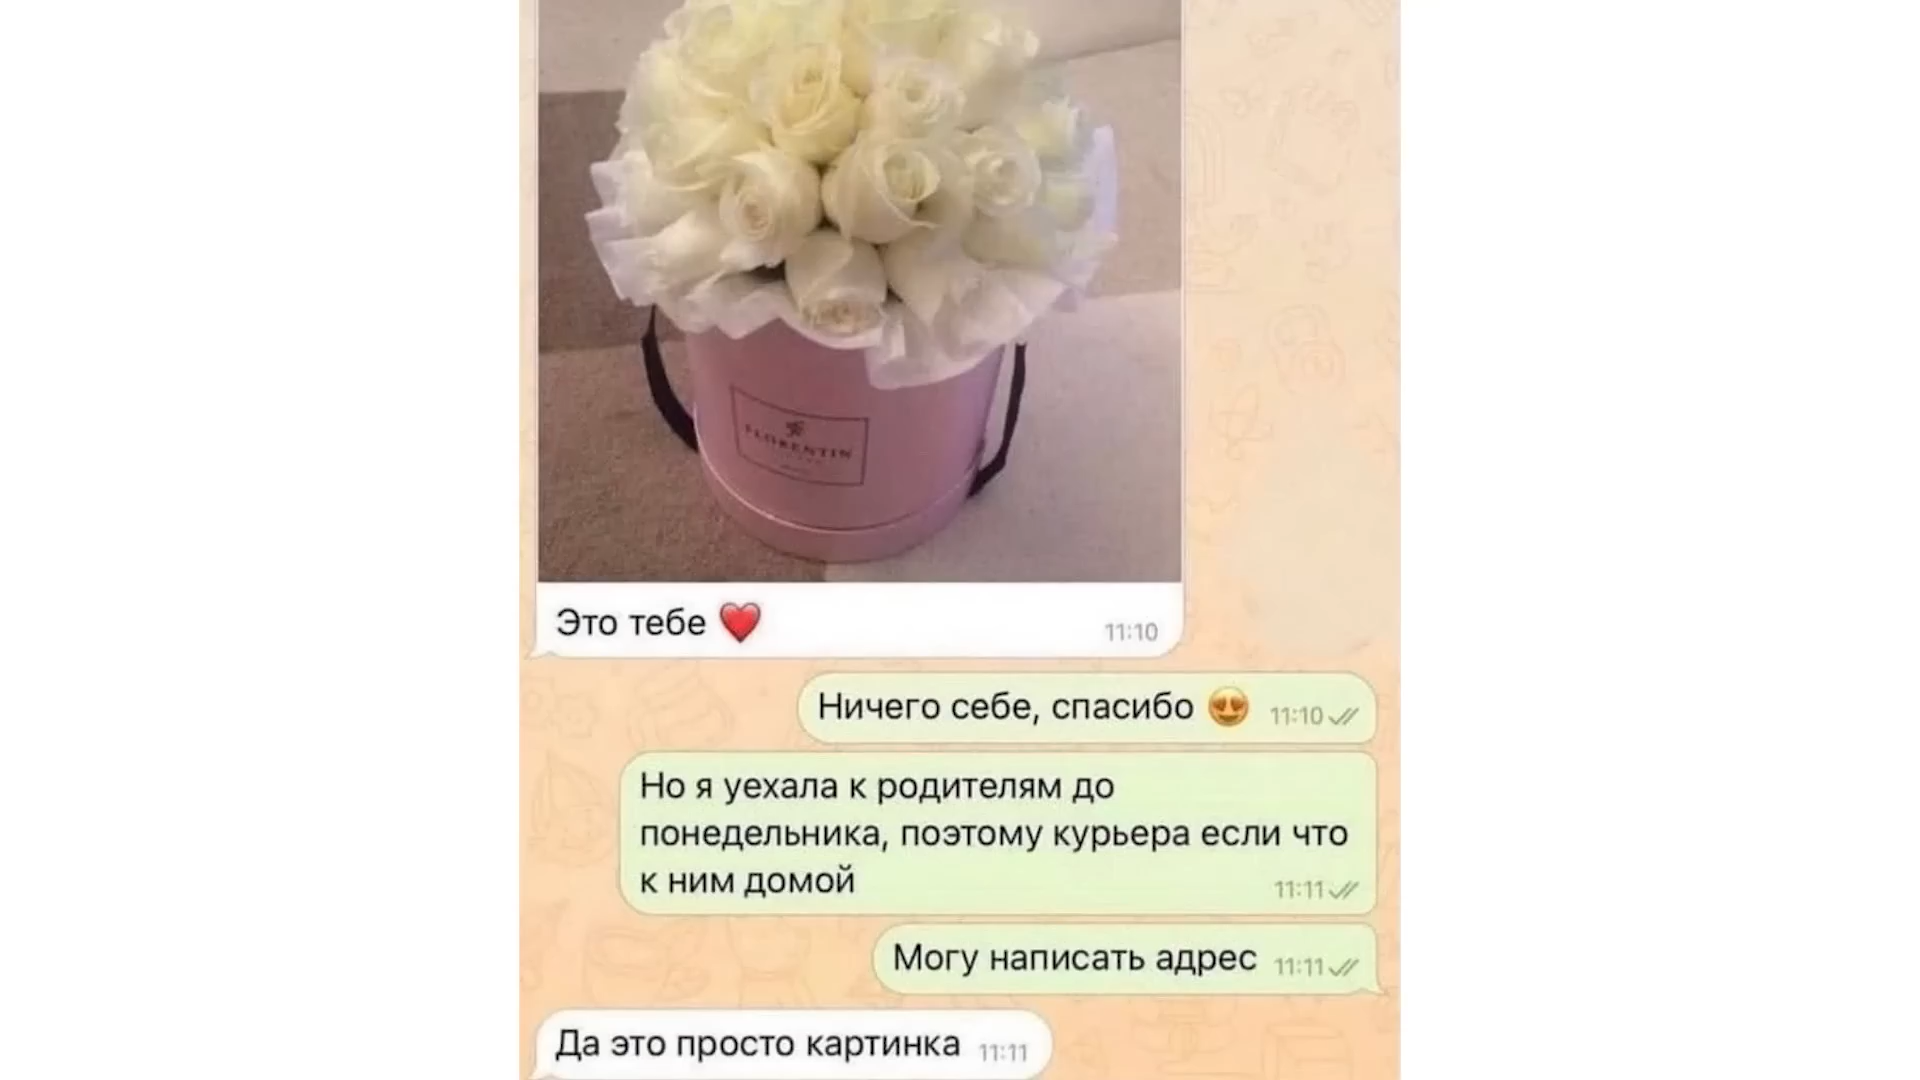 FLORENTIN
Это тебе ❤️
11:10
Ничего себе, спасибо 😍 11:10
Но я уехала к родителям до
понедельника, поэтому курьера если что
к ним домой 11:11
Могу написать адрес 11:11
Да это просто картинка 11:11